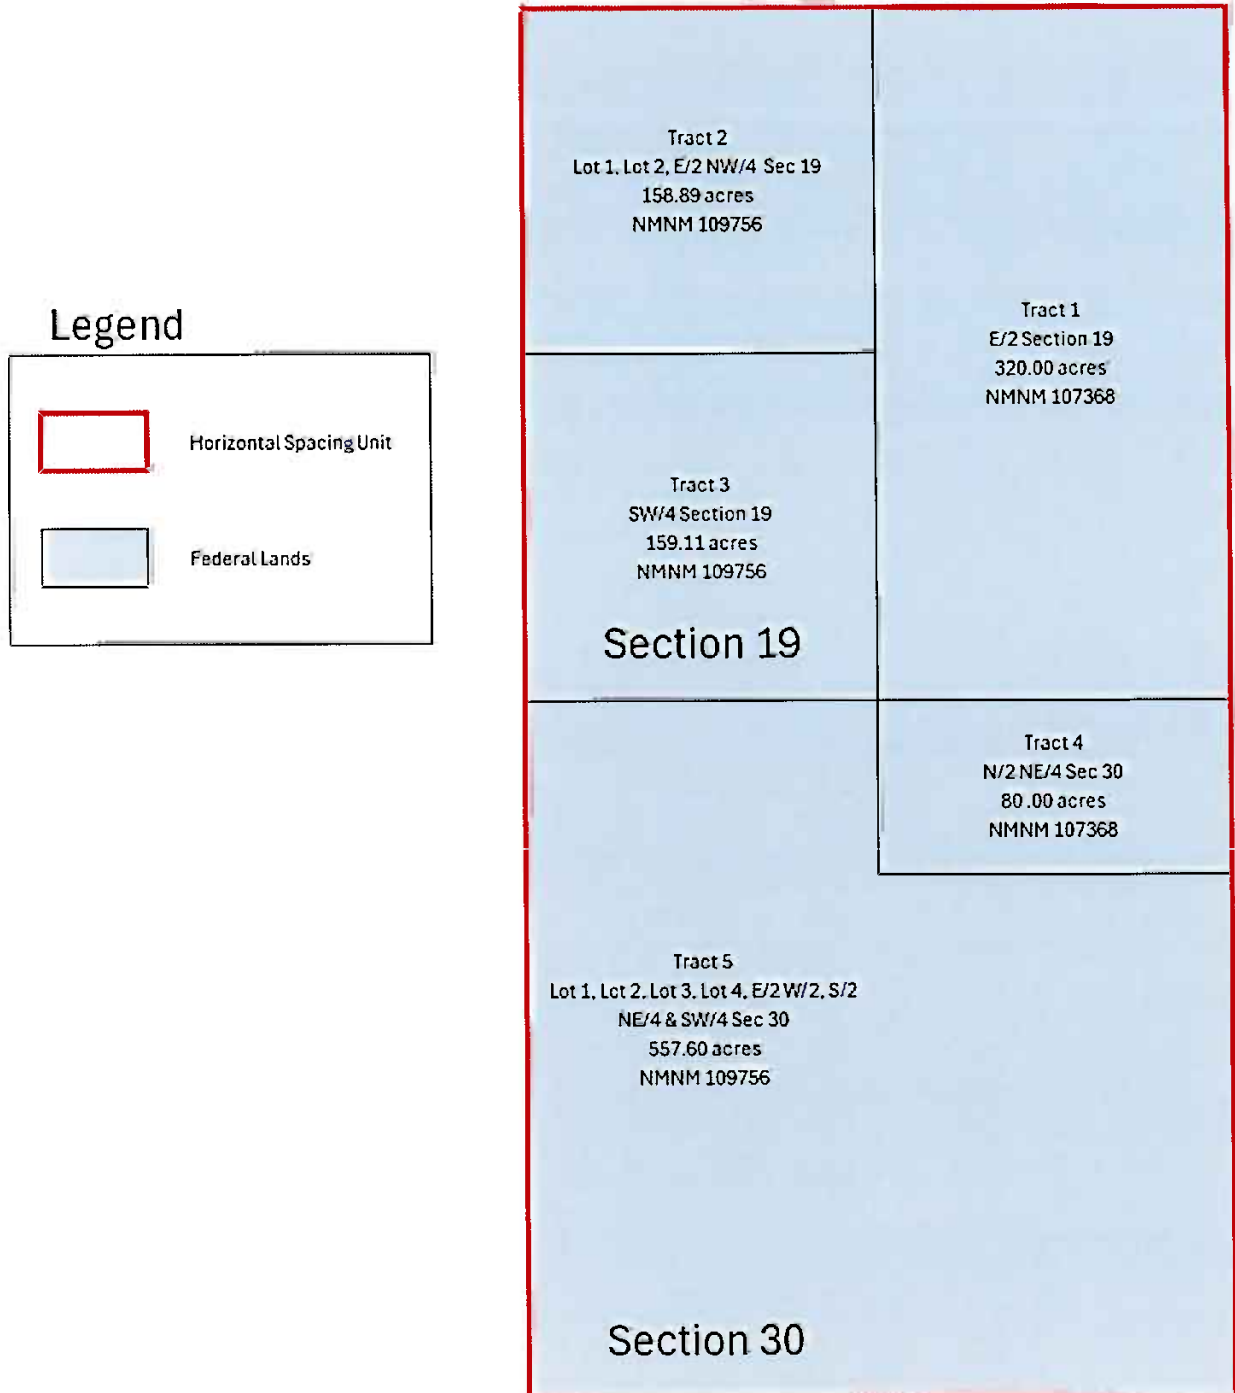 Tract 2
Lot 1, Lot 2, E/2 NW/4 Sec 19
158.89 acres
NMNM 109756
Tract 1
E/2 Section 19
320.00 acres
NMNM 107368
Legend
Horizontal Spacing Unit
Federal Lands
Tract 3
SW/4 Section 19
159.11 acres
NMNM 109756
Section 19
Tract 4
N/2 NE/4 Sec 30
80.00 acres
NMNM 107368
Tract 5
Lot 1, Lot 2, Lot 3, Lot 4, E/2 W/2, S/2
NE/4 & SW/4 Sec 30
557.60 acres
NMNM 109756
Section 30